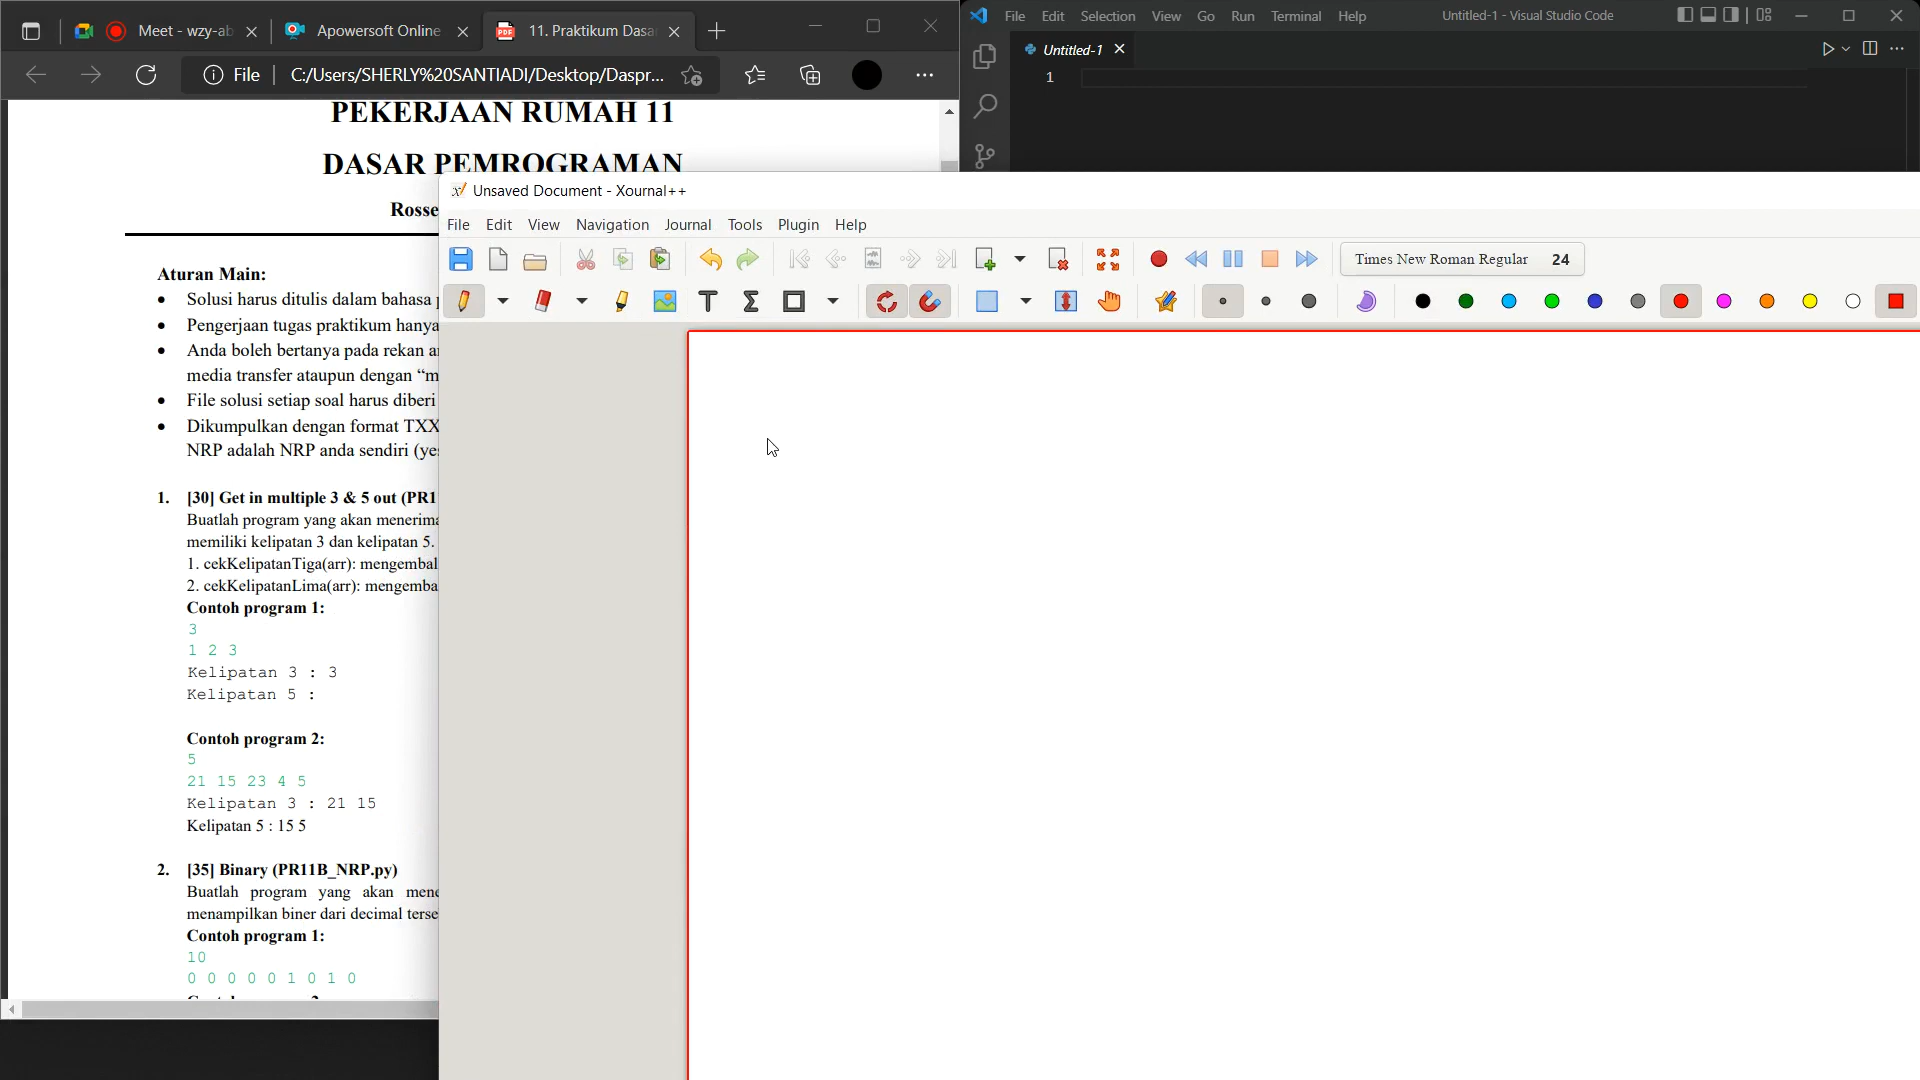 Meet - wzy-ab
Apowersoft Online
11. Praktikum Dasa
File
C:/Users/SHERLY%20SANTIADI/Desktop/Daspr...
PEKERJAAN RUMAH 11
DASAR PEMROGRAMAN
Rosse
Aturan Main:
• Solusi harus ditulis dalam bahasa
• Pengerjaan tugas praktikum hanya
• Anda boleh bertanya pada rekan
media transfer ataupun dengan “m
• File solusi setiap soal harus diberi
• Dikumpulkan dengan format TXX
NRP adalah NRP anda sendiri (ye
1. [30] Get in multiple 3 & 5 out (PR1
Buatlah program yang akan menerima
memiliki kelipatan 3 dan kelipatan 5.
1. cekKelipatanTiga(arr): mengembal
2. cekKelipatanLima(arr): mengemba
Contoh program 1:
3
1 2 3
Kelipatan 3 : 3
Kelipatan 5 :
Contoh program 2:
5
21 15 23 4 5
Kelipatan 3 : 21 15
Kelipatan 5 : 15 5
2. [35] Binary (PR11B_NRP.py)
Buatlah program yang akan mene
menampilkan biner dari decimal terse
Contoh program 1:
10
0 0 0 0 0 1 0 1 0
File Edit Selection View Go Run Terminal Help
Untitled-1 - Visual Studio Code
Untitled-1
1
Unsaved Document - Xournal++
File Edit View Navigation Journal Tools Plugin Help
Times New Roman Regular 24